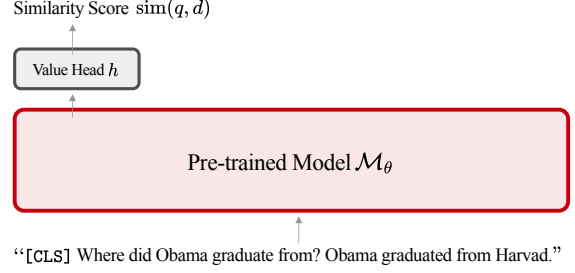 Similarity Score sim(q, d)
Value Head h
Pre-trained Model ℳθ
“[CLS] Where did Obama graduate from? Obama graduated from Harvad.”